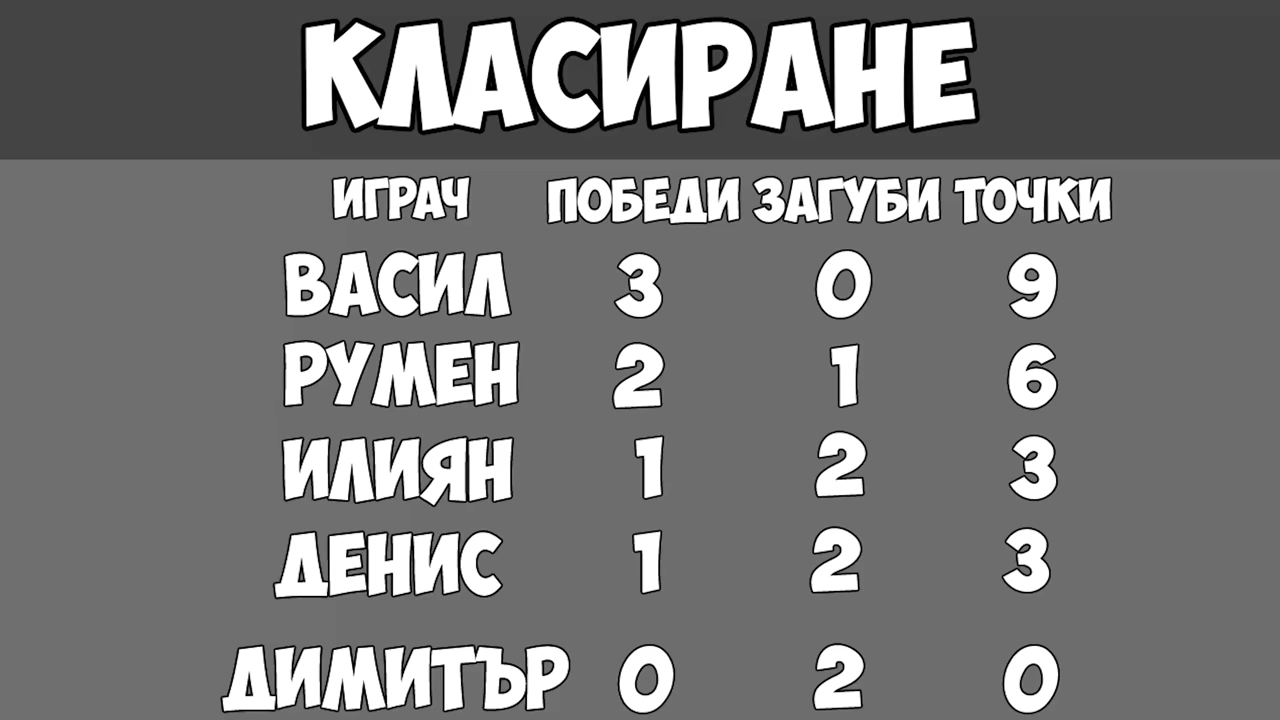 КЛАСИРАНЕ
ИГРАЧ ПОБЕДИ ЗАГУБИ ТОЧКИ
ВАСИЛ 3 0 9
РУМЕН 2 1 6
ИЛИЯН 1 2 3
ДЕНИС 1 2 3
ДИМИТЪР 0 2 0